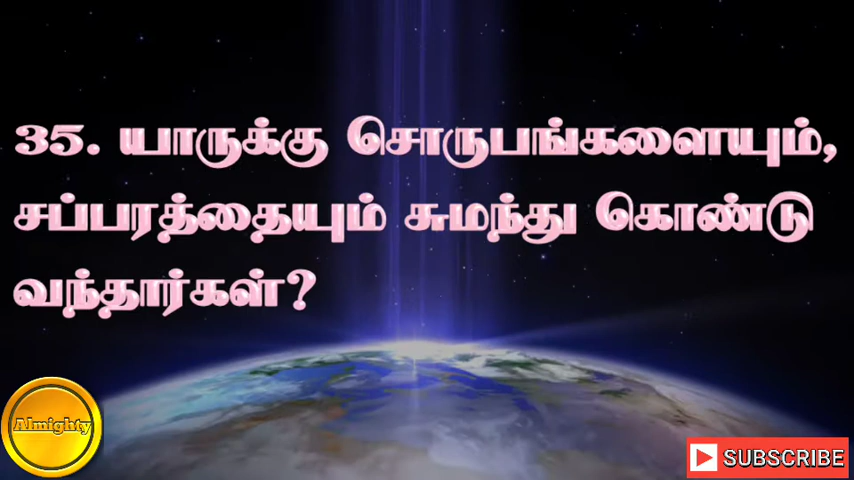 35. யாருக்கு சொருபங்களையும்,
சப்பரத்தையும் சுமந்து கொண்டு
வந்தார்கள்?
Almighty
SUBSCRIBE